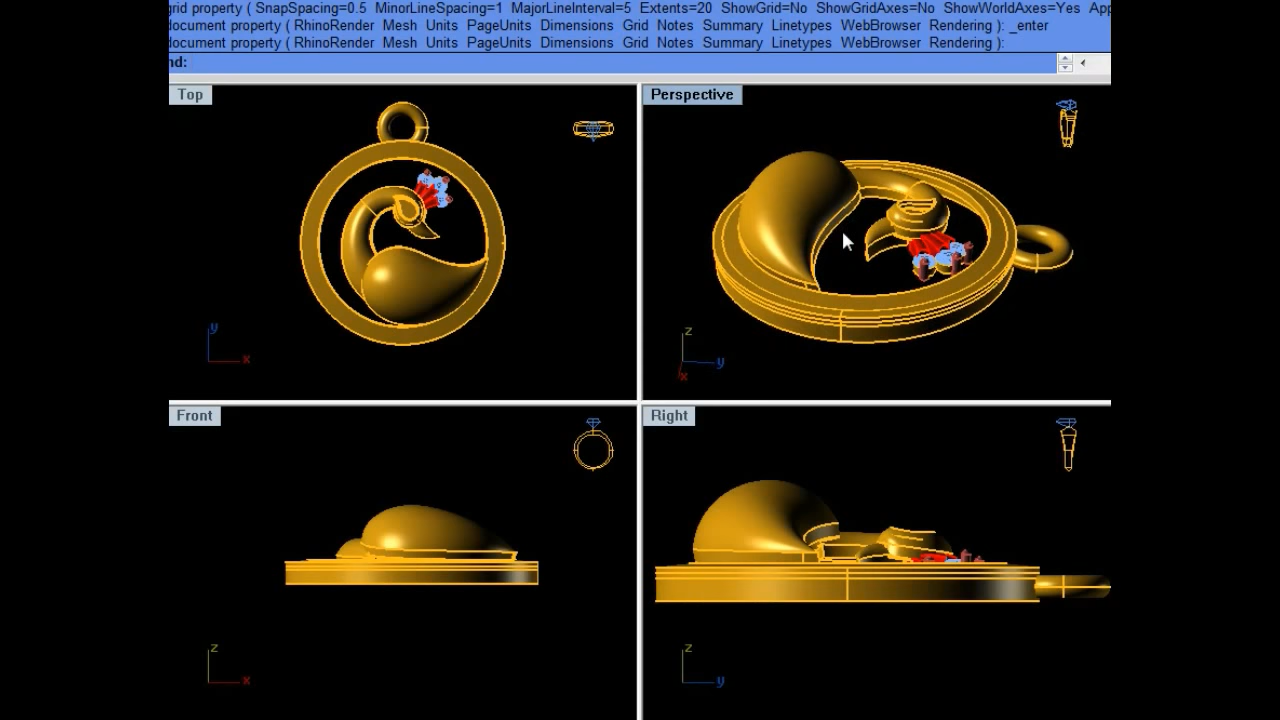 grid property ( SnapSpacing=0.5 MinorLineSpacing=1 MajorLineInterval=5 Extents=20 ShowGrid=No ShowGridAxes=No ShowWorldAxes=Yes App
document property ( RhinoRender Mesh Units PageUnits Dimensions Grid Notes Summary Linetypes WebBrowser Rendering ): _enter
document property ( RhinoRender Mesh Units PageUnits Dimensions Grid Notes Summary Linetypes WebBrowser Rendering ):
nd:
Top
Perspective
y
x
z
y
x
Front
Right
z
x
z
y